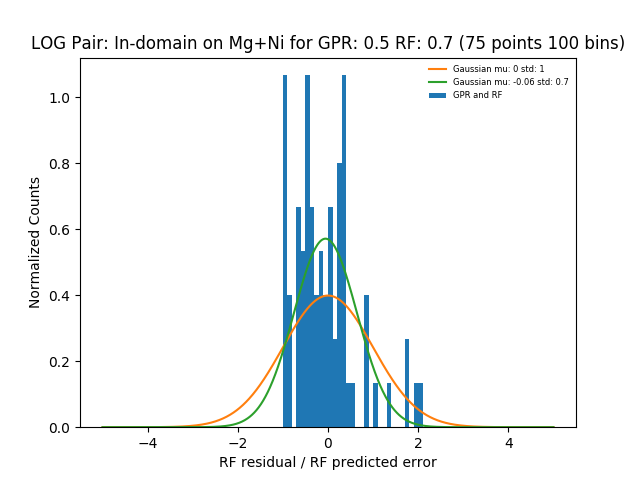 LOG Pair: In-domain on Mg+Ni for GPR: 0.5 RF: 0.7 (75 points 100 bins)
Gaussian mu: 0 std: 1
Gaussian mu: -0.06 std: 0.7
GPR and RF
Normalized Counts
1.0
0.8
0.6
0.4
0.2
0.0
−4 −2 0 2 4
RF residual / RF predicted error